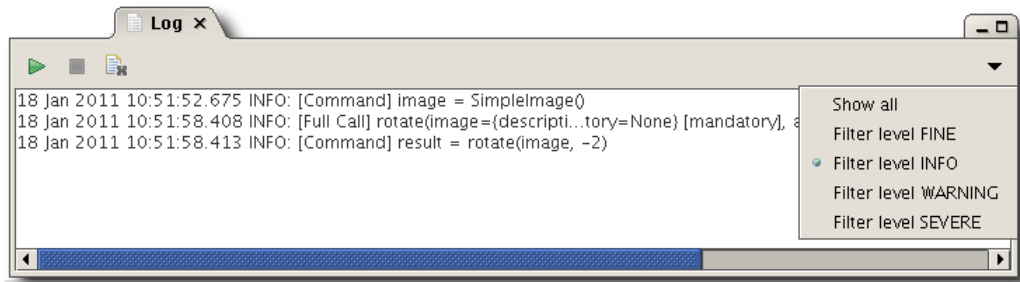 Log
18 Jan 2011 10:51:52.675 INFO: [Command] image = SimpleImage()
18 Jan 2011 10:51:58.408 INFO: [Full Call] rotate(image={descripti...tory=None} [mandatory], a
18 Jan 2011 10:51:58.413 INFO: [Command] result = rotate(image, -2)
Show all
Filter level FINE
Filter level INFO
Filter level WARNING
Filter level SEVERE